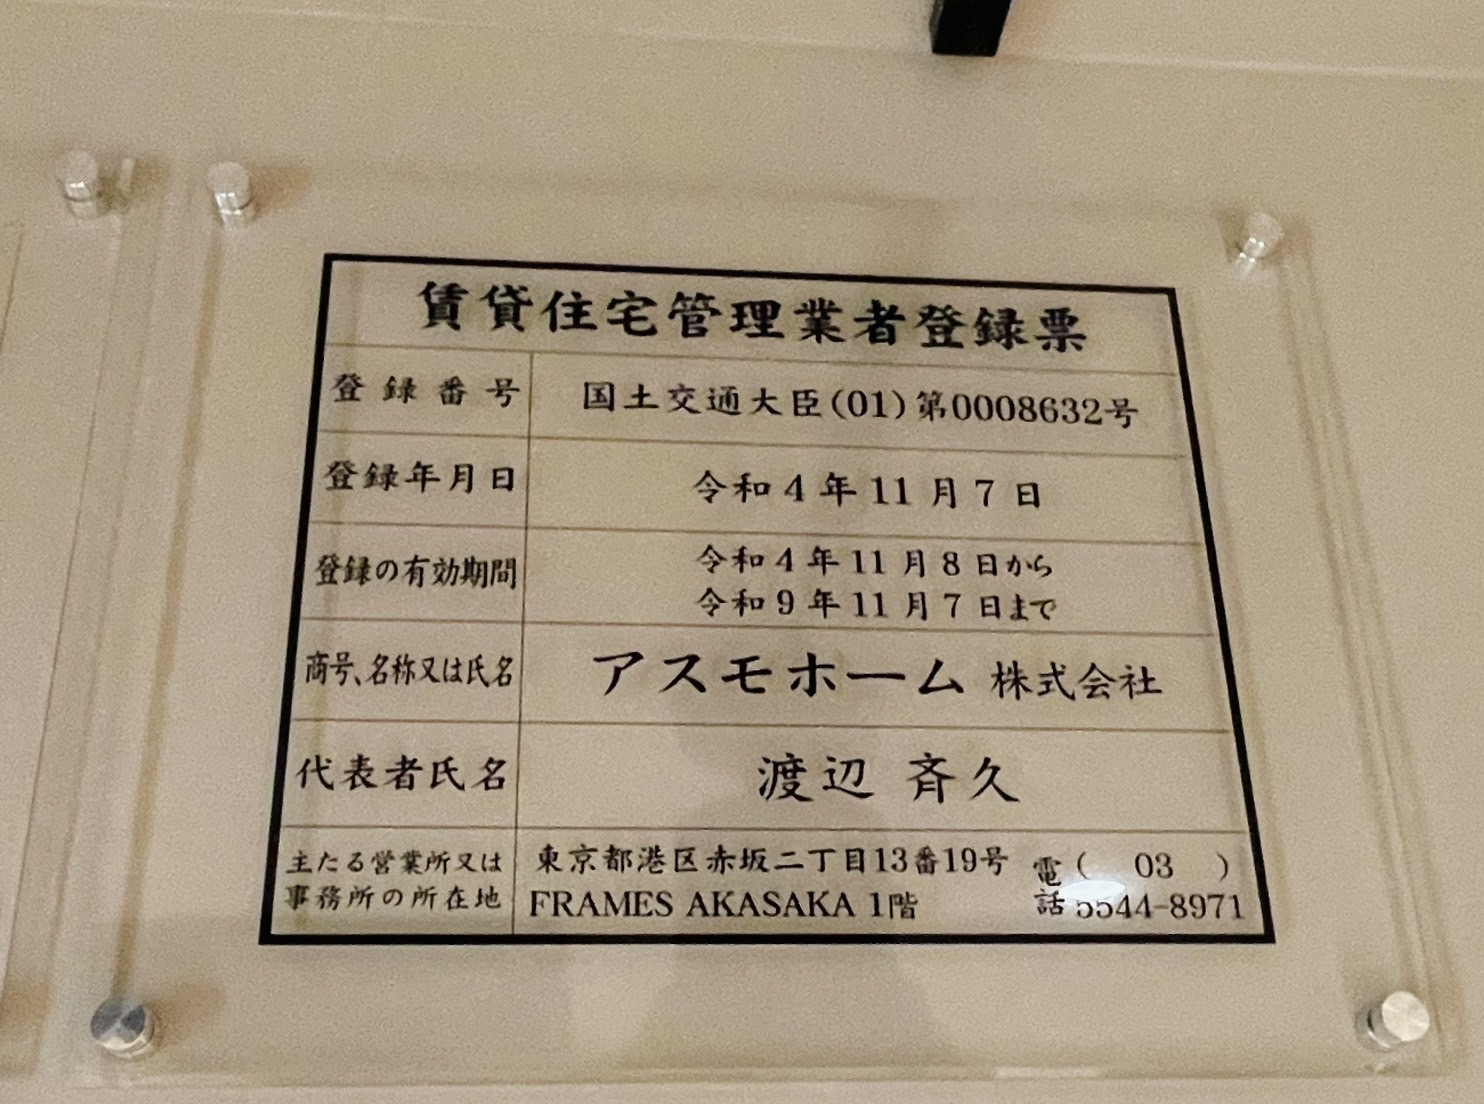 賃貸住宅管理業者登録票
登録番号 国土交通大臣(01)第0008632号
登録年月日 令和4年11月7日
登録の有効期間 令和4年11月8日から
令和9年11月7日まで
商号、名称又は氏名 アスモホーム 株式会社
代表者氏名 渡辺 斉久
主たる営業所又は
事務所の所在地
東京都港区赤坂二丁目13番19号
FRAMES AKASAKA 1階
電話 (03)
5544-8971